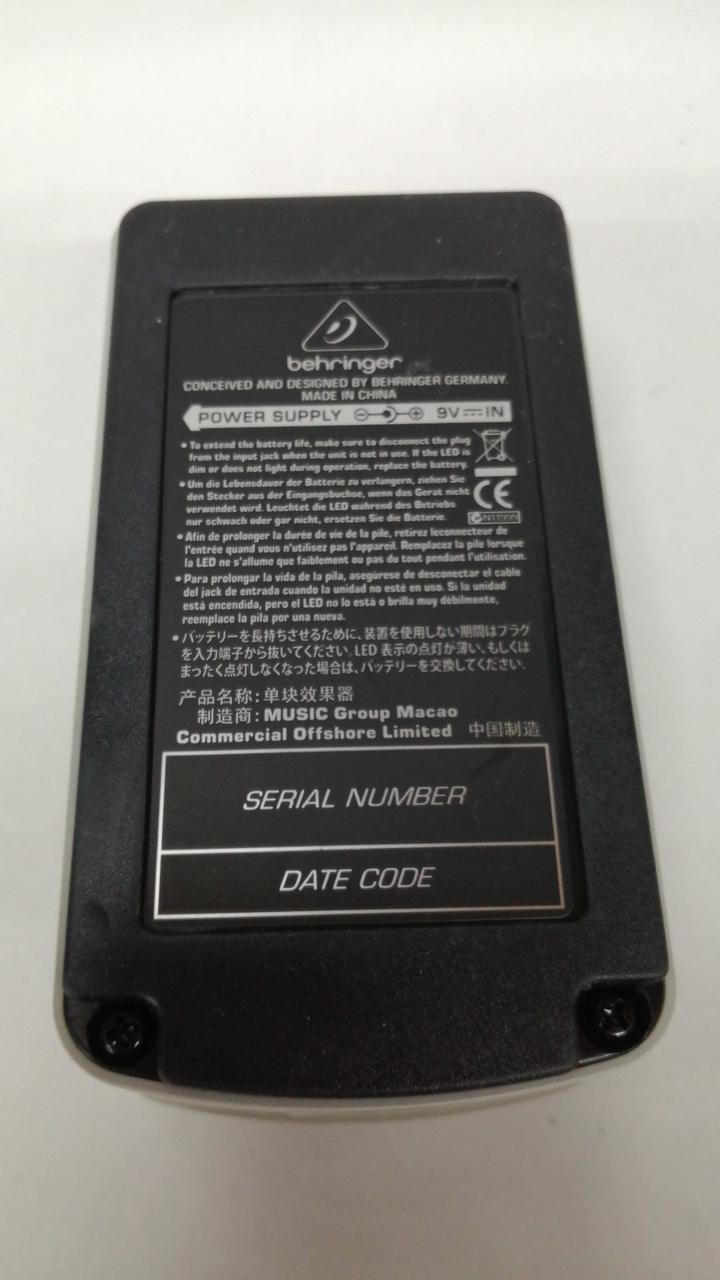 behringer
CONCEIVED AND DESIGNED BY BEHRINGER GERMANY.
MADE IN CHINA
POWER SUPPLY 9V IN
• To extend the battery life, make sure to disconnect the plug
from the input jack when the unit is not in use. If the LED is
dim or does not light during operation, replace the battery.
• Um die Lebensdauer der Batterie zu verlangern, ziehen Sie
den Stecker aus der Eingangsbuchse, wenn das Gerat nicht
verwendet wird. Leuchtet die LED wahrend des Betriebs
nur schwach oder gar nicht, ersetzen Sie die Batterie.
CE
N11999
• Afin de prolonger la durée de vie de la pile, retirez leconnecteur de
l'entrée quand vous n'utilisez pas l'appareil. Remplacez la pile lorsque
la LED ne s'allume que faiblement ou pas du tout pendant l'utilisation.
• Para prolongar la vida de la pila, asegúrese de desconectar el cable
del jack de entrada cuando la unidad no esté en uso. Si la unidad
está encendida, pero el LED no lo está o brilla muy débilmente,
reemplace la pila por una nueva.
• バッテリーを長持ちさせるために、装置を使用しない期間はプラグ
を入力端子から抜いてください. LED 表示の点灯が薄い、もしくは
まったく点灯しなくなった場合は、バッテリーを交換してください.
产品名称: 单块效果器
制造商: MUSIC Group Macao
Commercial Offshore Limited 中国制造
SERIAL NUMBER
DATE CODE